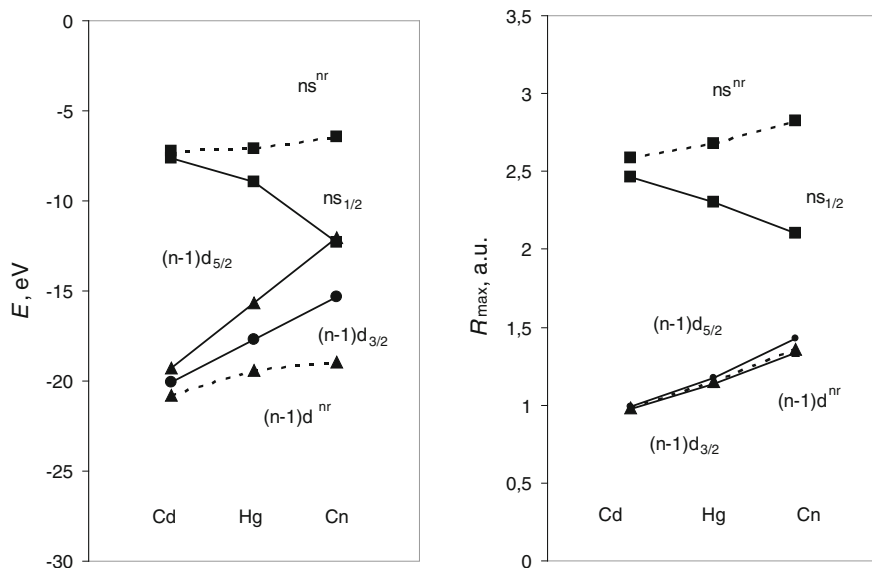 0
-5
-10
-15
-20
-25
-30
E, eV
ns^nr
ns_1/2
(n-1)d_5/2
(n-1)d_3/2
(n-1)d ^nr
Cd Hg Cn
3,5
3
2,5
2
1,5
1
0,5
0
R_max, a.u.
ns^nr
ns_1/2
(n-1)d_5/2
(n-1)d^nr
(n-1)d_3/2
Cd Hg Cn